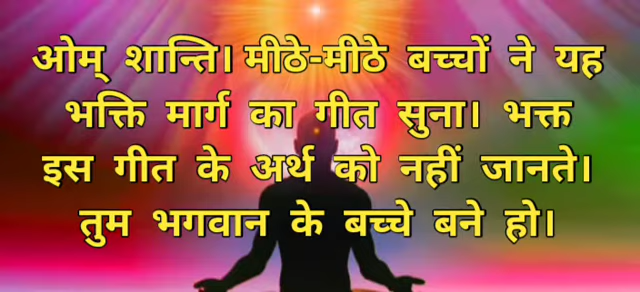 ओम् शान्ति। मीठे-मीठे बच्चों ने यह
भक्ति मार्ग का गीत सुना। भक्त
इस गीत के अर्थ को नहीं जानते।
तुम भगवान के बच्चे बने हो।